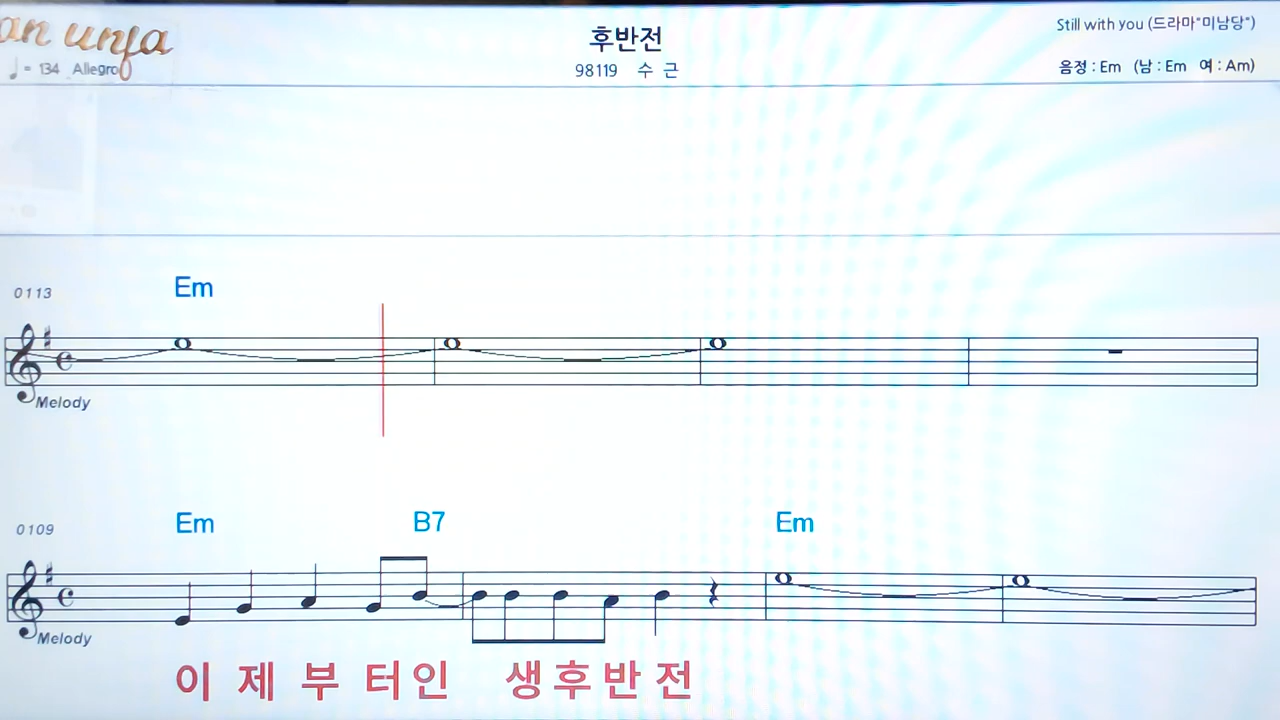 an unfa
♩= 134 Allegro
후반전
98119 수 근
Still with you (드라마"미남당")
음정 : Em (남 : Em 여 : Am)
0113 Em
Melody
0109 Em B7 Em
Melody
이 제 부 터 인 생 후 반 전